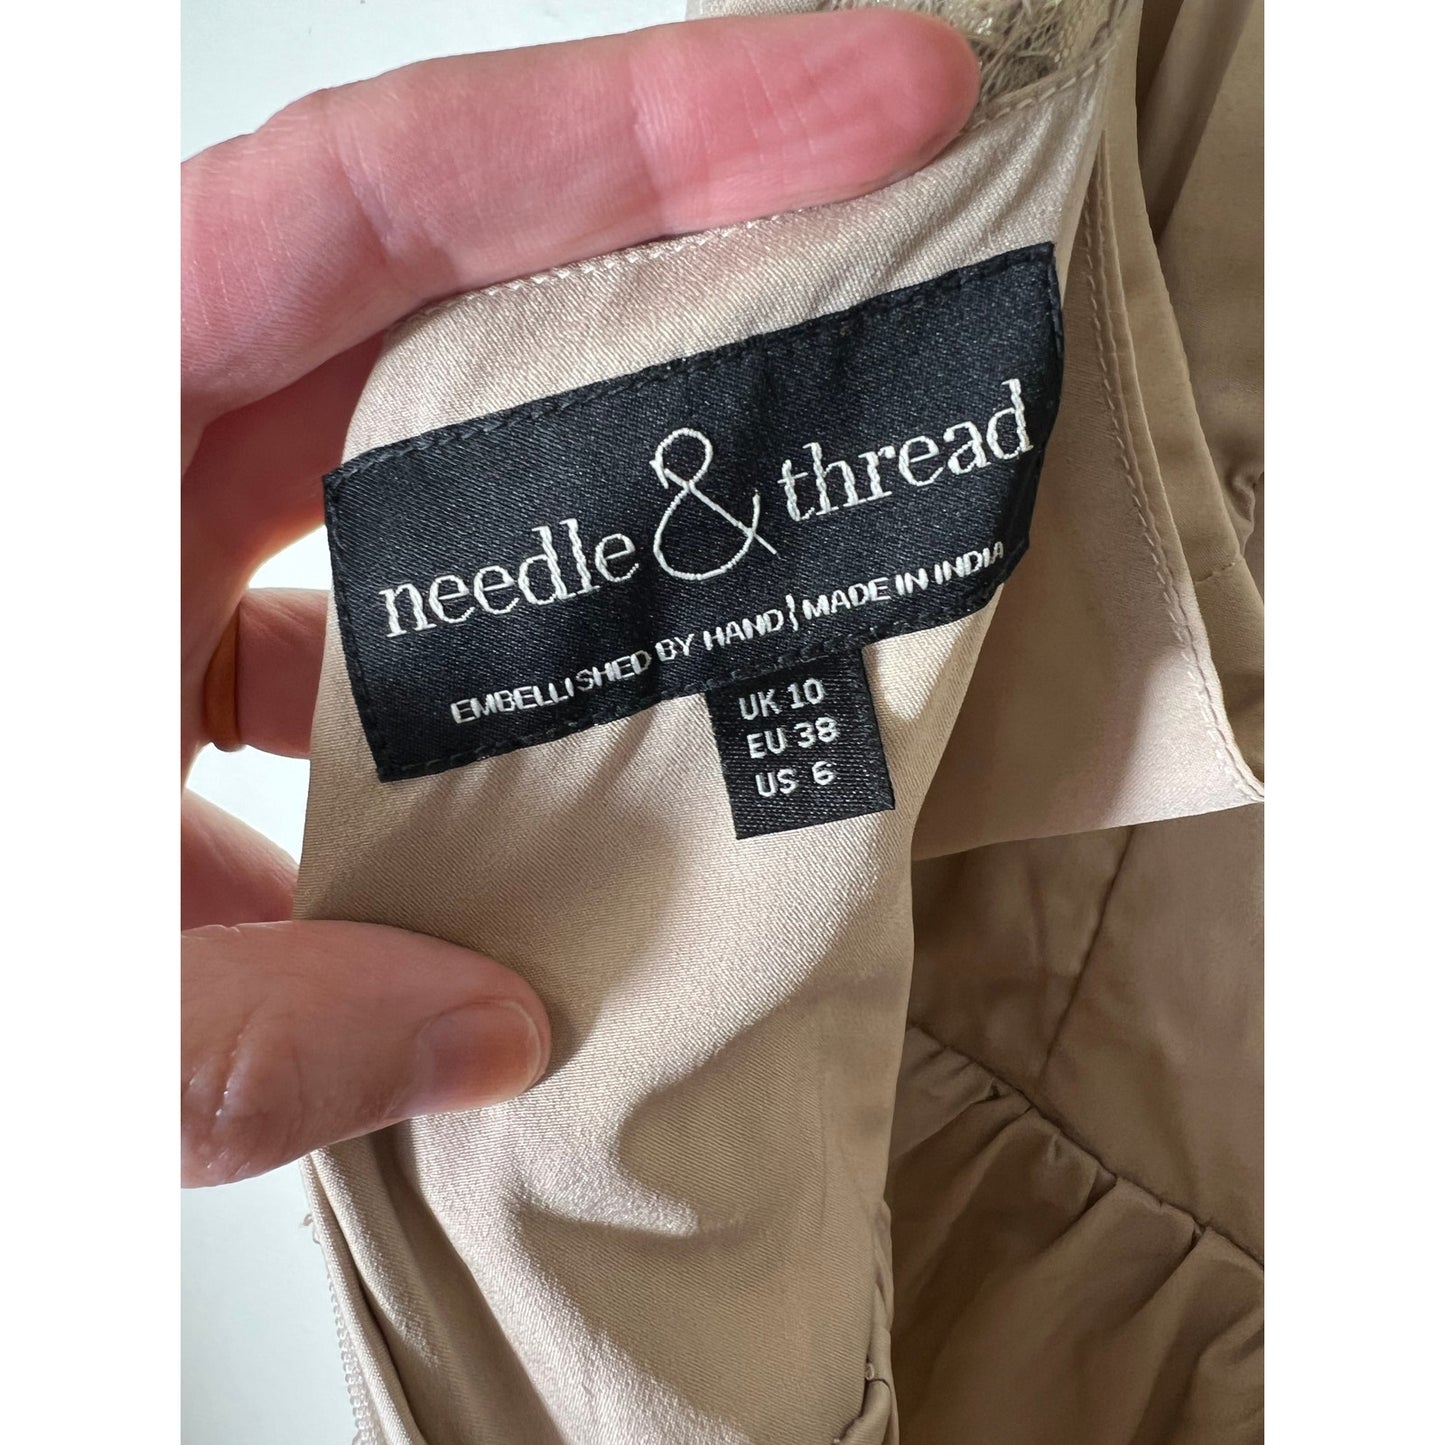 needle & thread
EMBELLISHED BY HAND | MADE IN INDIA
UK 10
EU 38
US 6